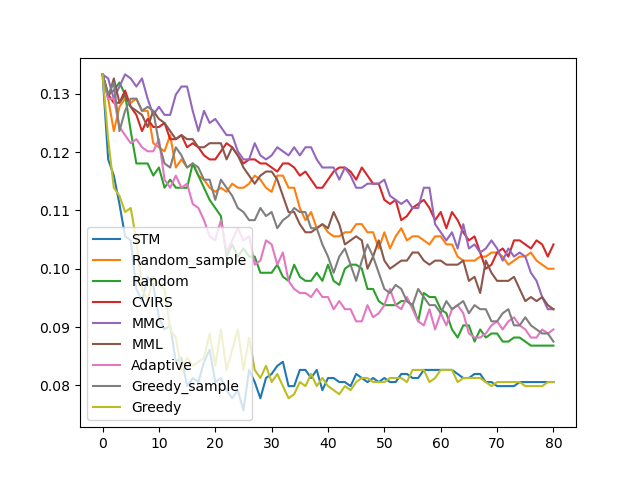 0.13
0.12
0.11
0.10
0.09
0.08
STM
Random_sample
Random
CVIRS
MMC
MML
Adaptive
Greedy_sample
Greedy
0 10 20 30 40 50 60 70 80